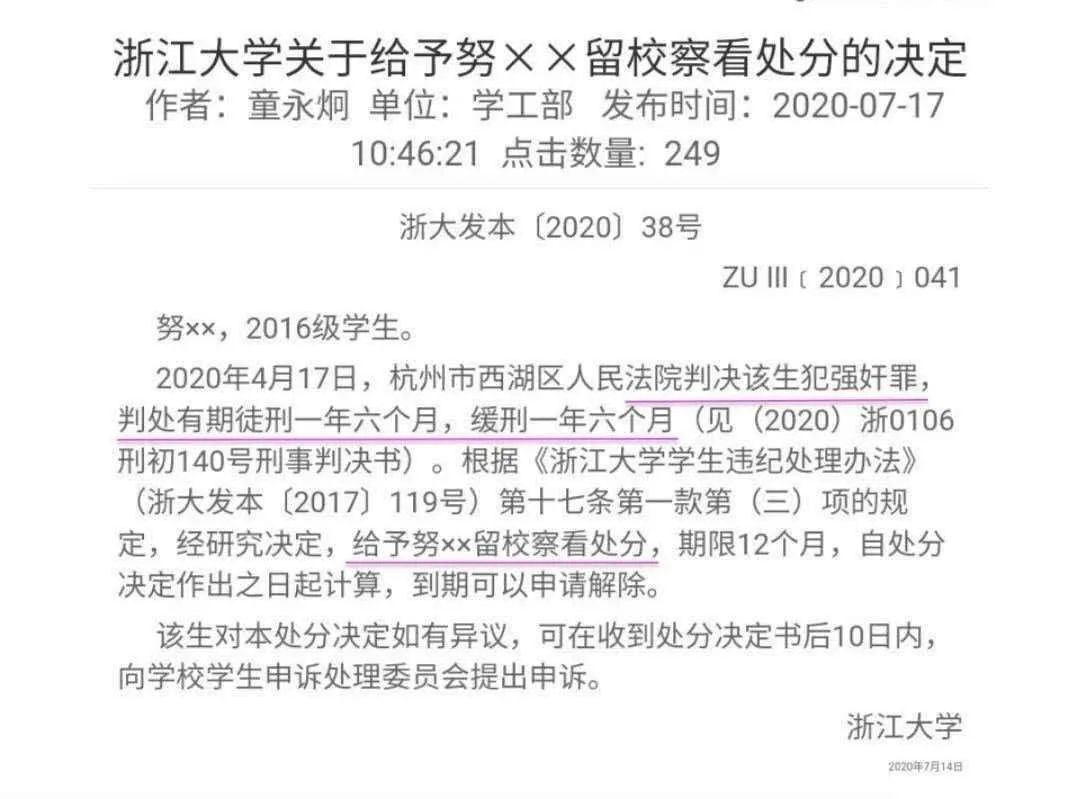 浙江大学关于给予努××留校察看处分的决定
作者：童永炯 单位：学工部 发布时间：2020-07-17
10:46:21 点击数量: 249
浙大发本〔2020〕38号
ZU III﹝2020﹞041
努××，2016级学生。
2020年4月17日，杭州市西湖区人民法院判决该生犯强奸罪，
判处有期徒刑一年六个月，缓刑一年六个月（见（2020）浙0106
刑初140号刑事判决书）。根据《浙江大学学生违纪处理办法》
（浙大发本〔2017〕119号）第十七条第一款第（三）项的规
定，经研究决定，给予努××留校察看处分，期限12个月，自处分
决定作出之日起计算，到期可以申请解除。
该生对本处分决定如有异议，可在收到处分决定书后10日内，
向学校学生申诉处理委员会提出申诉。
浙江大学
2020年7月14日